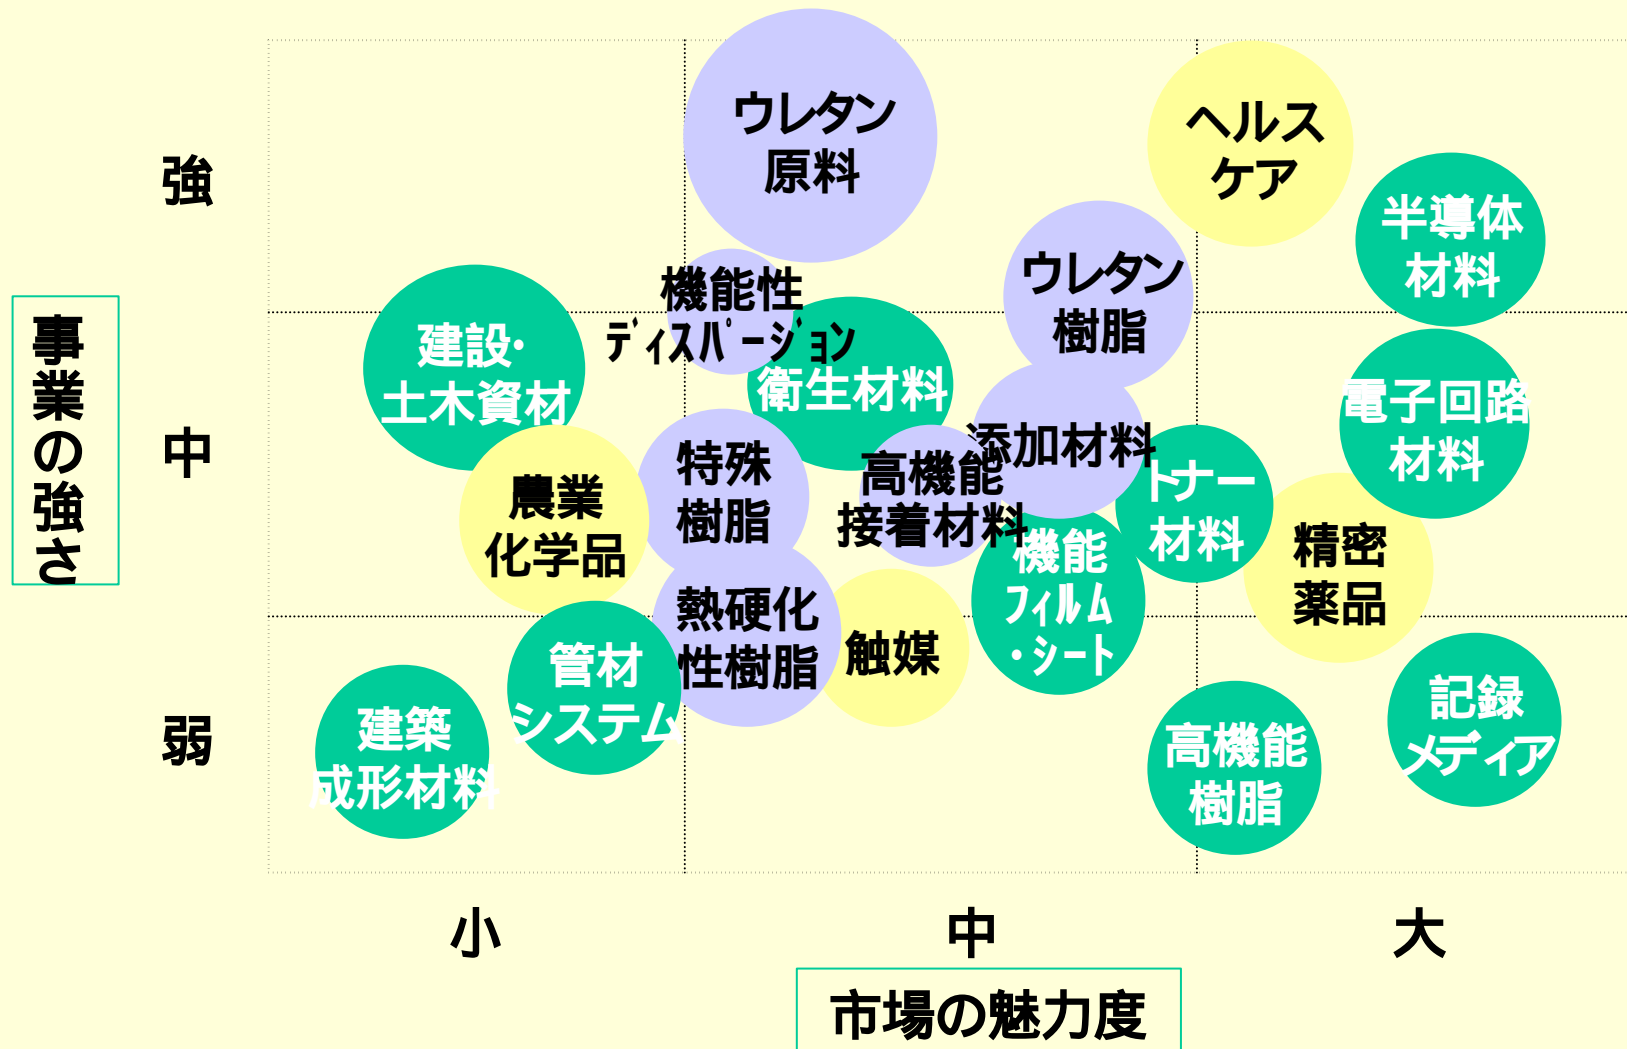 ウレタン
原料
ヘルス
ケア
強
半導体
材料
機能性
ﾃﾞｨｽﾊﾟｰｼﾞｮﾝ
ウレタン
樹脂
事業の強さ
建設・
土木資材
衛生材料
電子回路
材料
中
特殊
樹脂
高機能
接着材料
添加材料
トナー
材料
農業
化学品
精密
薬品
機能
ﾌｨﾙﾑ
・ｼｰﾄ
熱硬化
性樹脂
触媒
管材
システム
弱
建築
成形材料
高機能
樹脂
記録
メディア
小
中
大
市場の魅力度